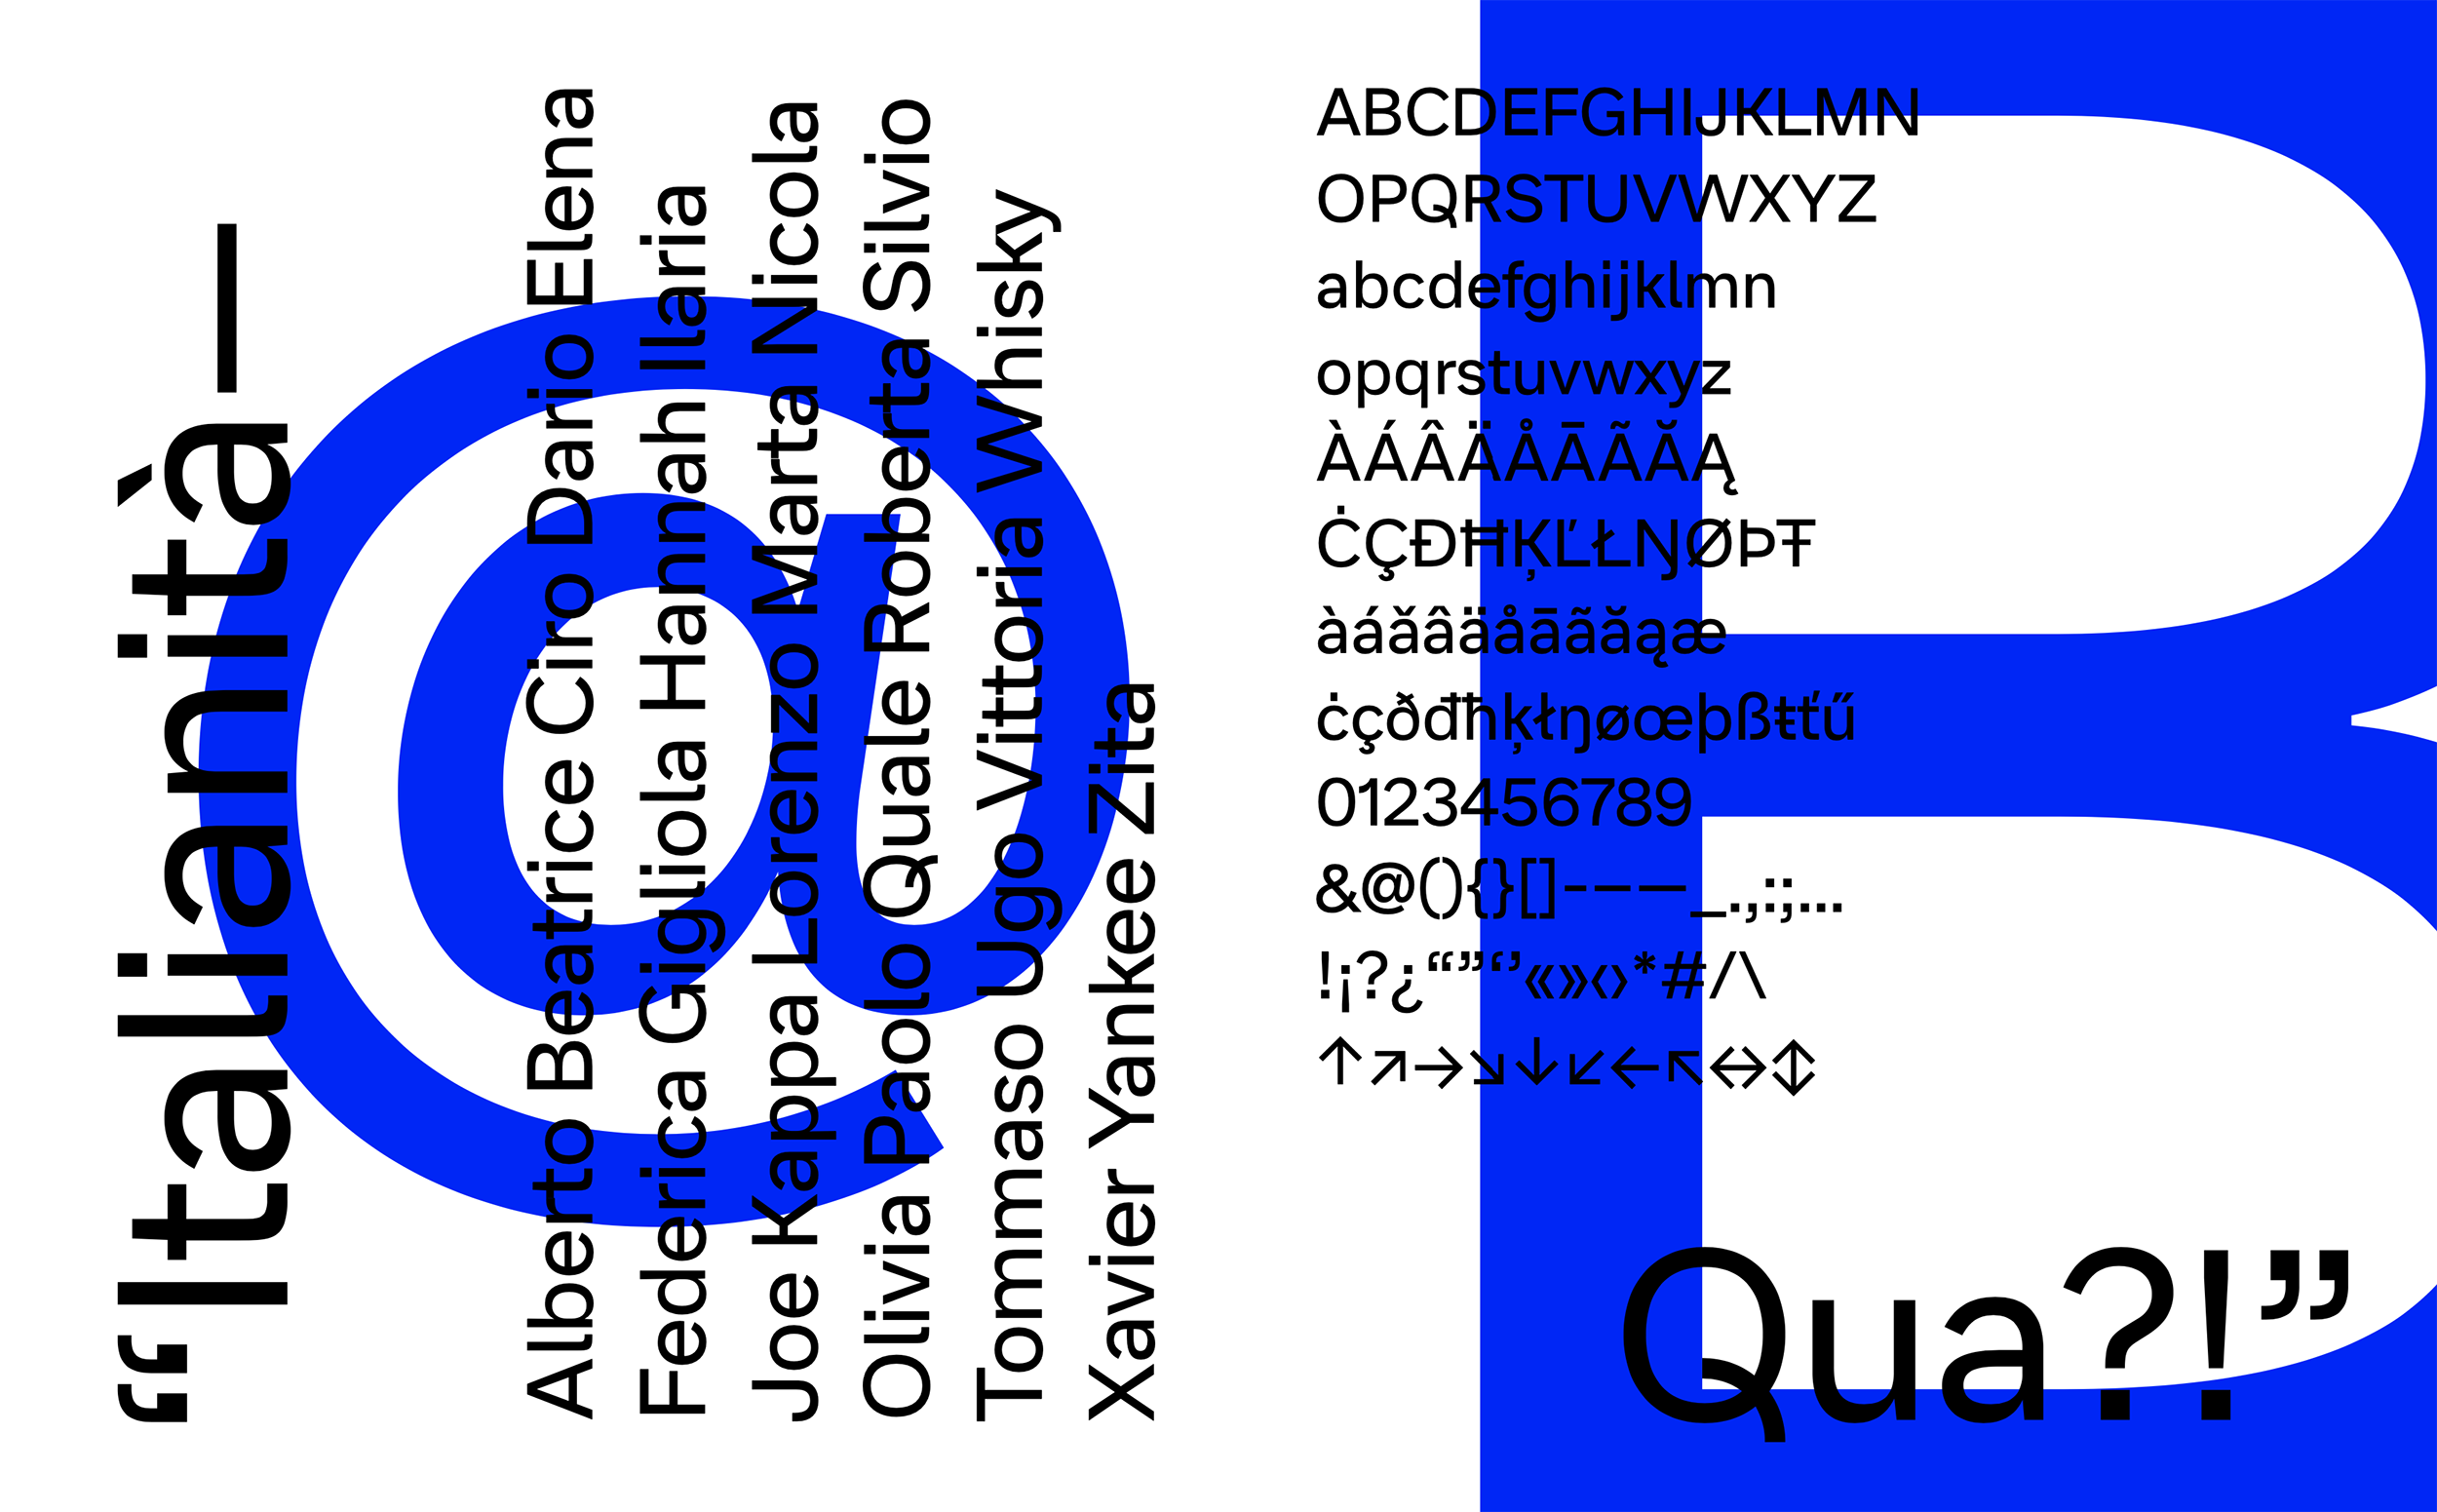 “Italianità—
@
Alberto Beatrice Ciro Dario Elena
Federica Gigliola Hannah Ilaria
Joe Kappa Lorenzo Marta Nicola
Olivia Paolo Quale Roberta Silvio
Tommaso Ugo Vittoria Whisky
Xavier Yankee Zita
B
ABCDEFGHIJKLMN
OPQRSTUVWXYZ
abcdefghijklmn
opqrstuvwxyz
ÀÁÂÄÅĀÃĂĄ
ĊÇĐĦĶĽŁŊØÞŦ
àáǎâäåāãăąæ
ċçðđħķłŋøœþßŧťű
0123456789
&@(){}[]-–—_.,:;…
!¡?¿“”‘’«»‹›*#/\
↑↗→↘↓↙←↖↔↕
Qua?!”